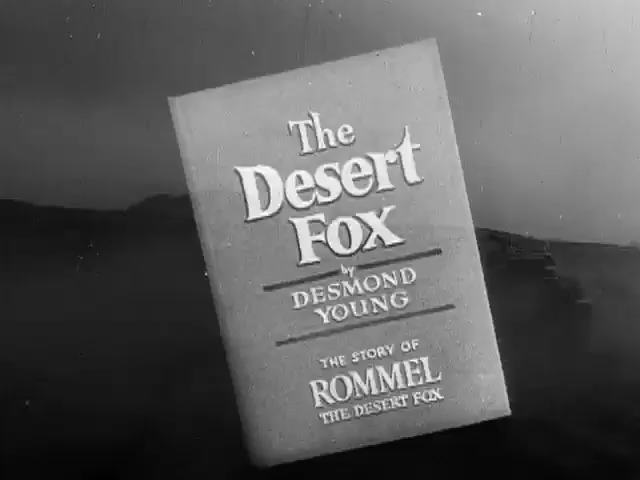 The
Desert
Fox
by
DESMOND
YOUNG
THE STORY OF
ROMMEL
THE DESERT FOX